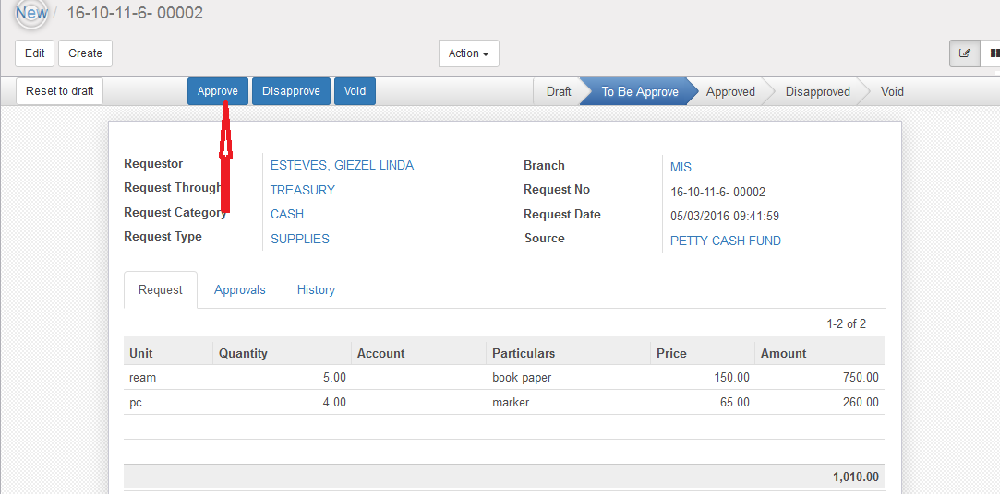 New / 16-10-11-6- 00002
Edit Create Action
Reset to draft Approve Disapprove Void Draft To Be Approve Approved Disapproved Void
Requestor ESTEVES, GIEZEL LINDA Branch MIS
Request Through TREASURY Request No 16-10-11-6- 00002
Request Category CASH Request Date 05/03/2016 09:41:59
Request Type SUPPLIES Source PETTY CASH FUND
Request Approvals History
1-2 of 2
Unit Quantity Account Particulars Price Amount
ream 5.00 book paper 150.00 750.00
pc 4.00 marker 65.00 260.00
1,010.00